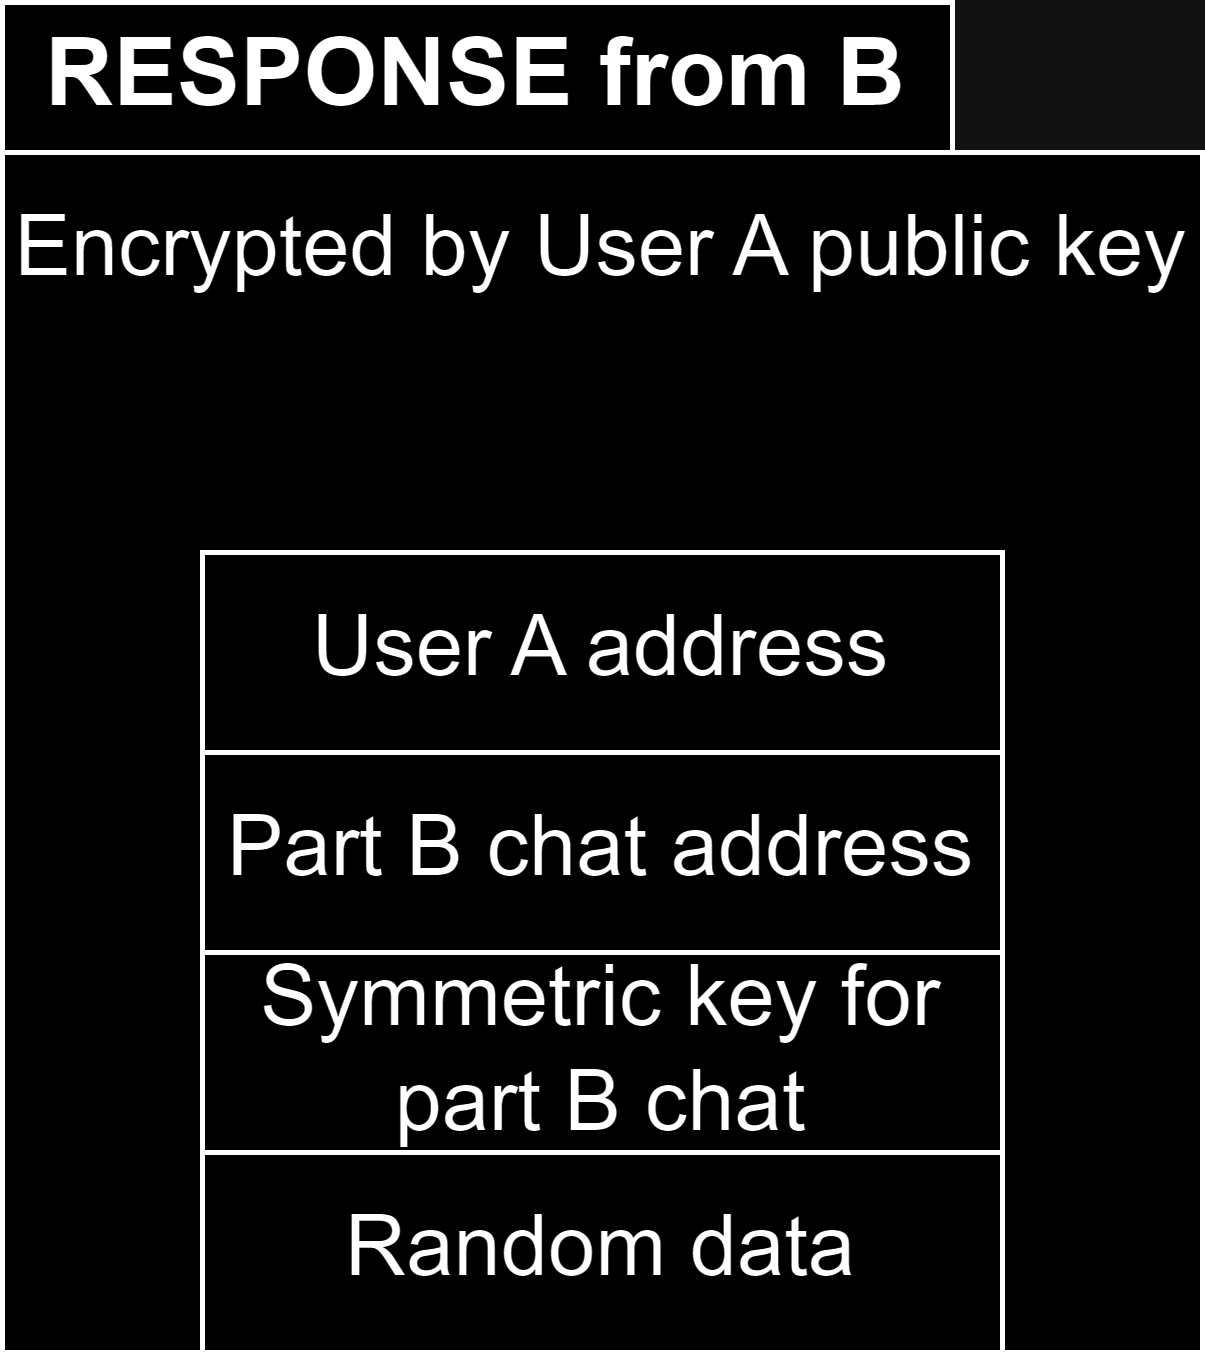 RESPONSE from B
Encrypted by User A public key
User A address
Part B chat address
Symmetric key for
part B chat
Random data